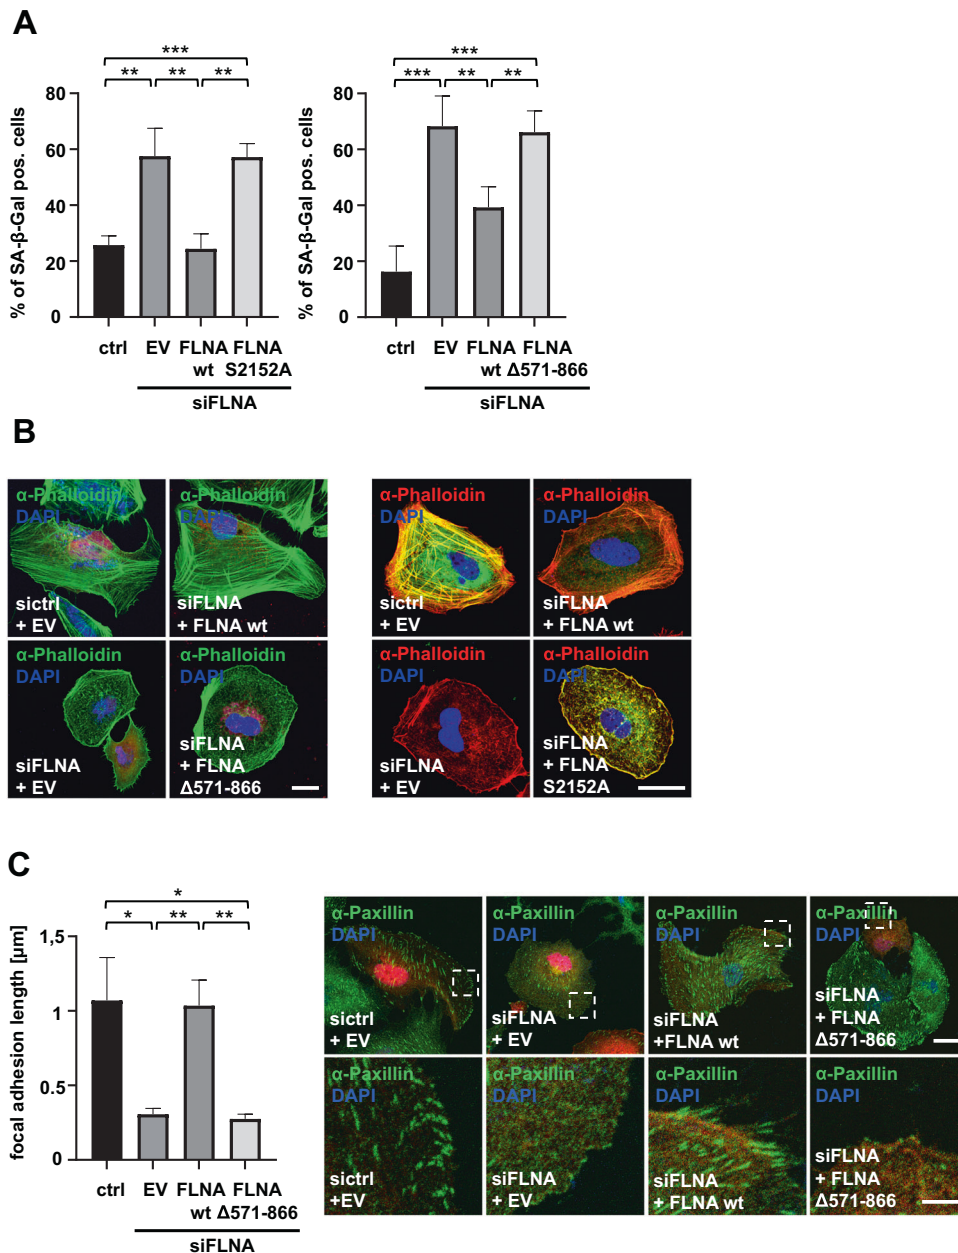 A
***
** ** **
% of SA-β-Gal pos. cells
80
60
40
20
0
ctrl EV FLNA FLNA
wt S2152A
siFLNA
***
*** ** **
% of SA-β-Gal pos. cells
80
60
40
20
0
ctrl EV FLNA FLNA
wt Δ571-866
siFLNA
B
α-Phalloidin
DAPI
sictrl
+ EV
α-Phalloidin
DAPI
siFLNA
+ FLNA wt
α-Phalloidin
DAPI
siFLNA
+ EV
α-Phalloidin
DAPI
siFLNA
+ FLNA
Δ571-866
α-Phalloidin
DAPI
sictrl
+ EV
α-Phalloidin
DAPI
siFLNA
+ FLNA wt
α-Phalloidin
DAPI
siFLNA
+ EV
α-Phalloidin
DAPI
siFLNA
+ FLNA
S2152A
C
*
* ** **
focal adhesion length [µm]
1,5
1
0.5
0
ctrl EV FLNA FLNA
wt Δ571-866
siFLNA
α-Paxillin
DAPI
sictrl
+ EV
α-Paxillin
DAPI
siFLNA
+ EV
α-Paxillin
DAPI
siFLNA
+FLNA wt
α-Paxillin
DAPI
siFLNA
+ FLNA
Δ571-866
α-Paxillin
DAPI
sictrl
+EV
α-Paxillin
DAPI
siFLNA
+ EV
α-Paxillin
DAPI
siFLNA
+ FLNA wt
α-Paxillin
DAPI
siFLNA
+ FLNA
Δ571-866